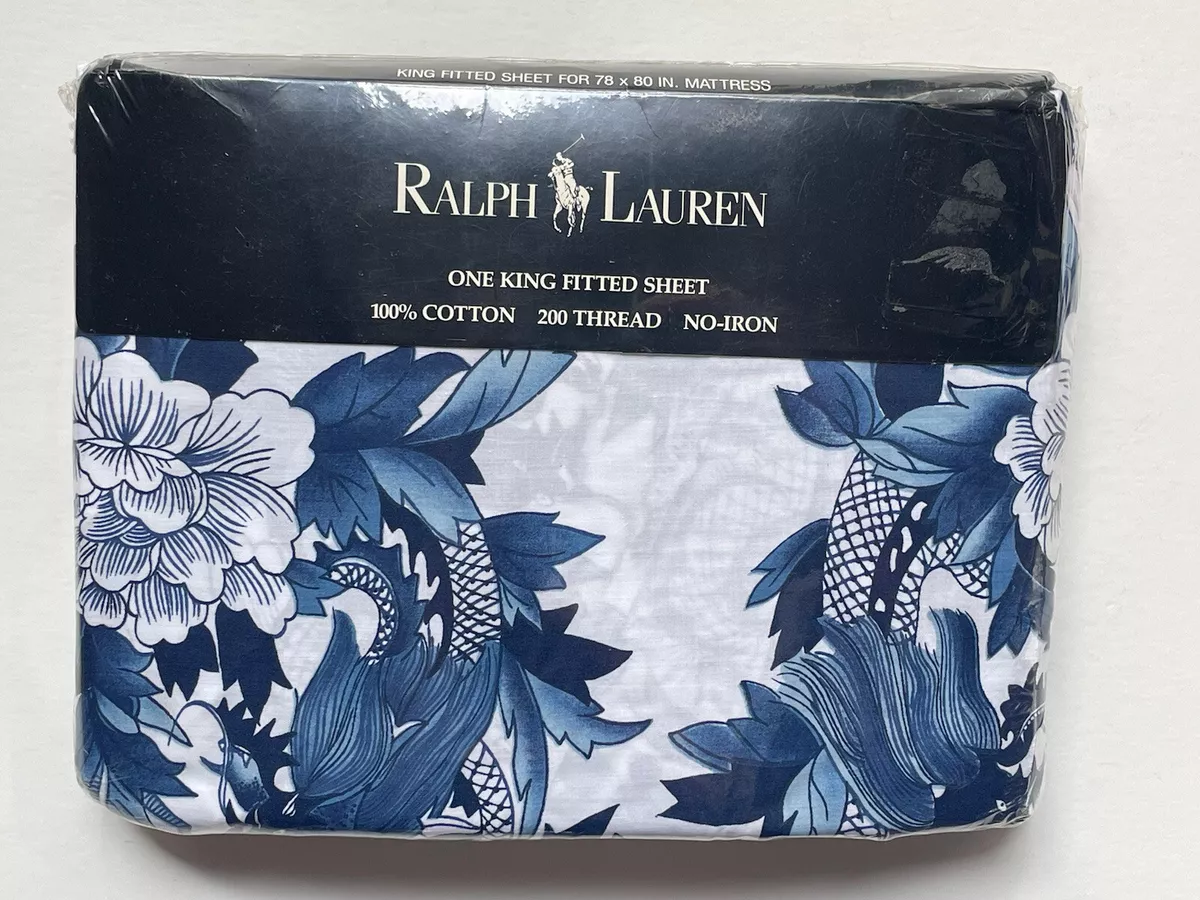 KING FITTED SHEET FOR 78 x 80 IN. MATTRESS
RALPH LAUREN
ONE KING FITTED SHEET
100% COTTON 200 THREAD NO-IRON